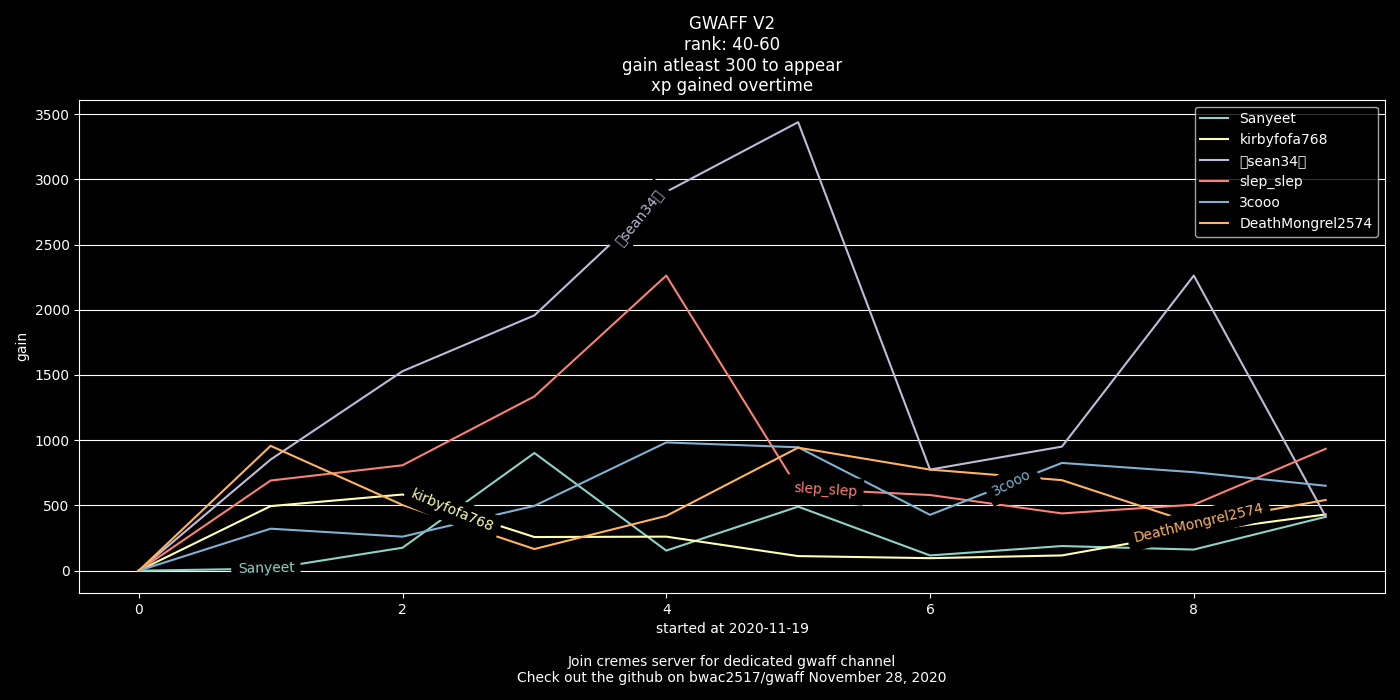 GWAFF V2
rank: 40-60
gain atleast 300 to appear
xp gained overtime
3500
3000
2500
2000
1500
1000
500
0
gain
Sanyeet
kirbyfofa768
sean34
slep_slep
3cooo
DeathMongrel2574
sean34
kirbyfofa768
slep_slep
3cooo
DeathMongrel2574
Sanyeet
0 2 4 6 8
started at 2020-11-19
Join cremes server for dedicated gwaff channel
Check out the github on bwac2517/gwaff November 28, 2020